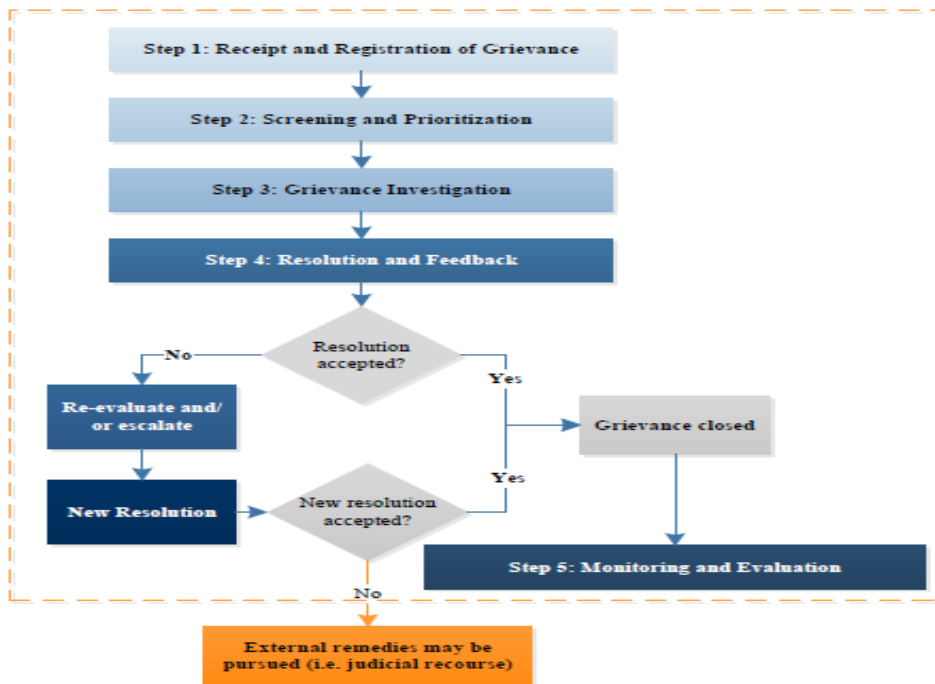 Step 1: Receipt and Registration of Grievance
Step 2: Screening and Prioritization
Step 3: Grievance Investigation
Step 4: Resolution and Feedback
Resolution
accepted?
No
Yes
Re-evaluate and/
or escalate
Grievance closed
Yes
New Resolution
New resolution
accepted?
Step 5: Monitoring and Evaluation
No
External remedies may be
pursued (i.e. judicial recourse)